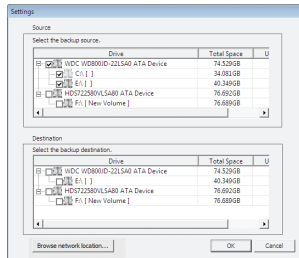 Settings
Source
Select the backup source.
Drive Total Space U
WDC WD800JD-22LSA0 ATA Device 74.529GB
C:\ [ ] 34.081GB
E:\ [ ] 40.349GB
HDS722580VLSA80 ATA Device 76.692GB
F:\ [ New Volume ] 76.689GB
Destination
Select the backup destination.
Drive Total Space U
WDC WD800JD-22LSA0 ATA Device 74.529GB
E:\ [ ] 40.349GB
HDS722580VLSA80 ATA Device 76.692GB
F:\ [ New Volume ] 76.689GB
Browse network location... OK Cancel